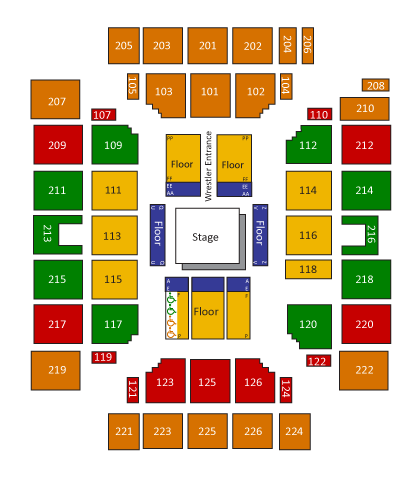 205 203 201 202 204 206
105 103 101 102 104
207 208 210
107 110
209 109 112 212
PP Floor FF EE AA
Wrestler Entrance
Floor FF EE AA
211 111 114 214
213 113 116 216
Floor
Stage
Floor
215 115 118 218
A E F
Floor
P P
217 117 120 220
119 122
219 222
121 123 125 126 124
221 223 225 226 224